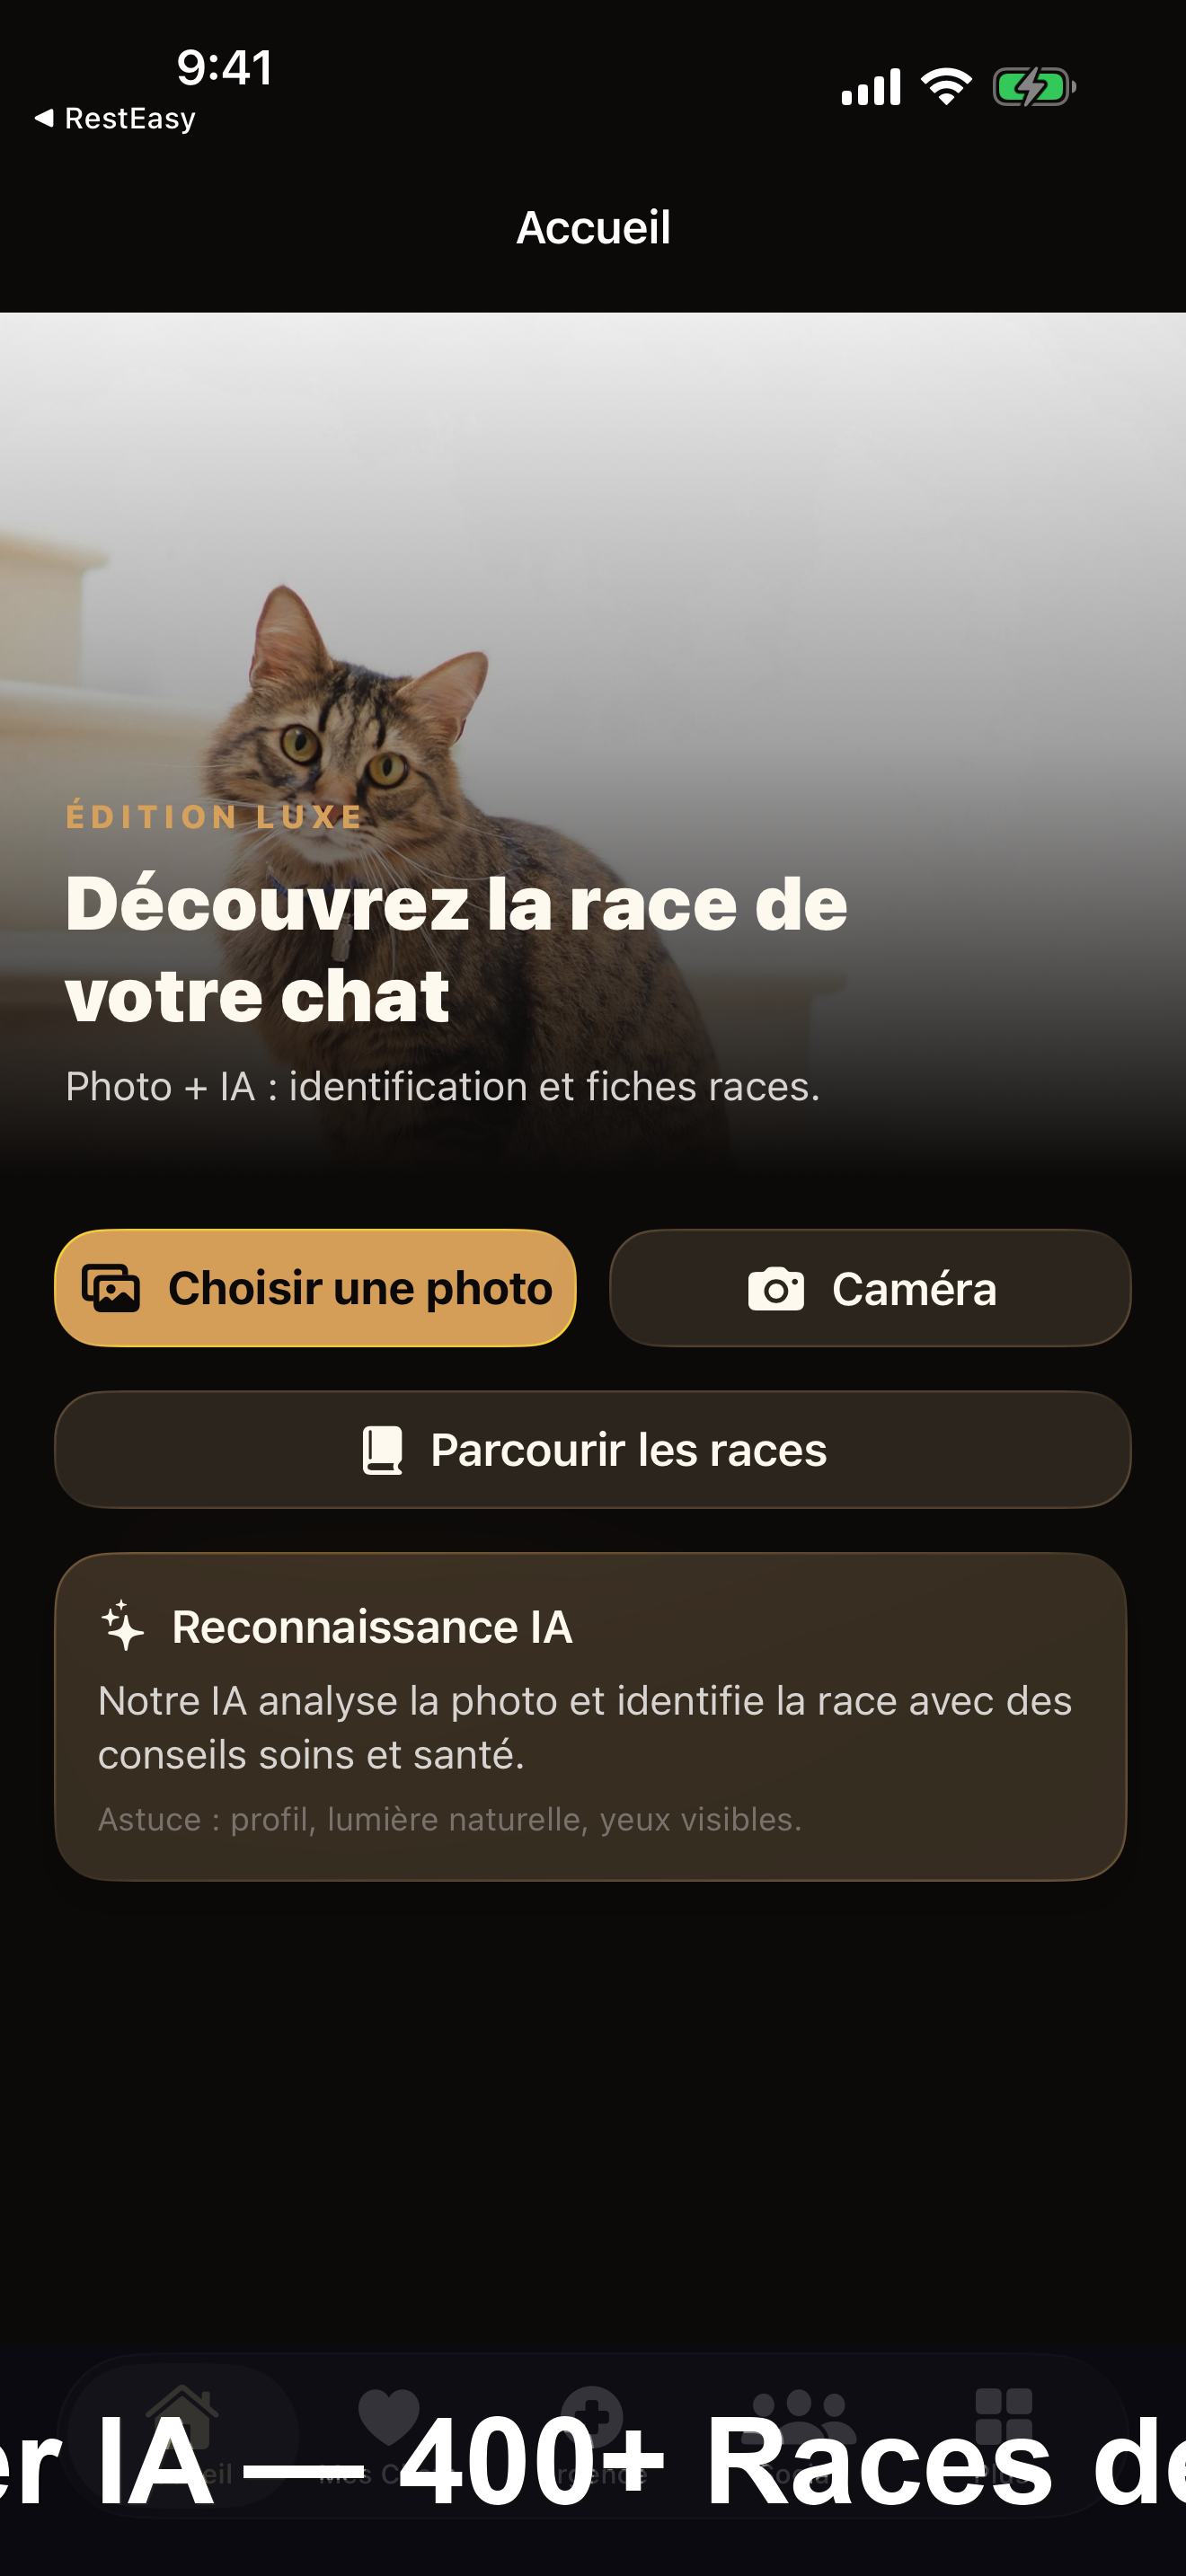 9:41
RestEasy
Accueil
ÉDITION LUXE
Découvrez la race de
votre chat
Photo + IA : identification et fiches races.
Choisir une photo
Caméra
Parcourir les races
Reconnaissance IA
Notre IA analyse la photo et identifie la race avec des
conseils soins et santé.
Astuce : profil, lumière naturelle, yeux visibles.
IA — 400+ Races